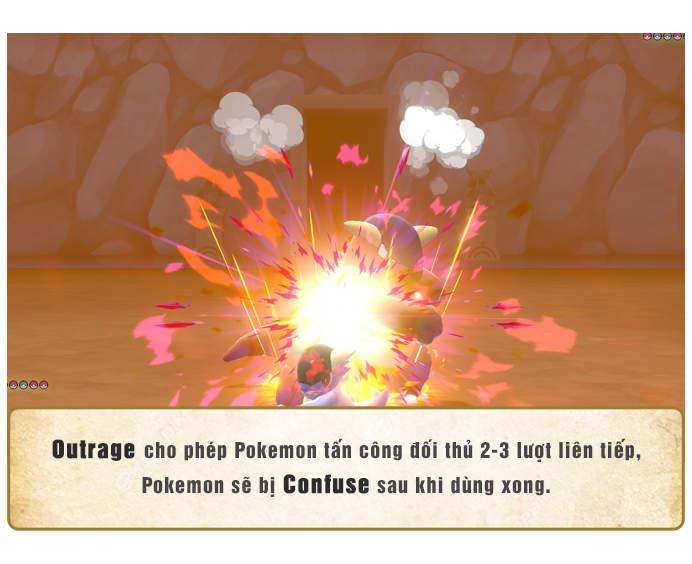 Outrage cho phép Pokemon tấn công đối thủ 2-3 lượt liên tiếp,
Pokemon sẽ bị Confuse sau khi dùng xong.